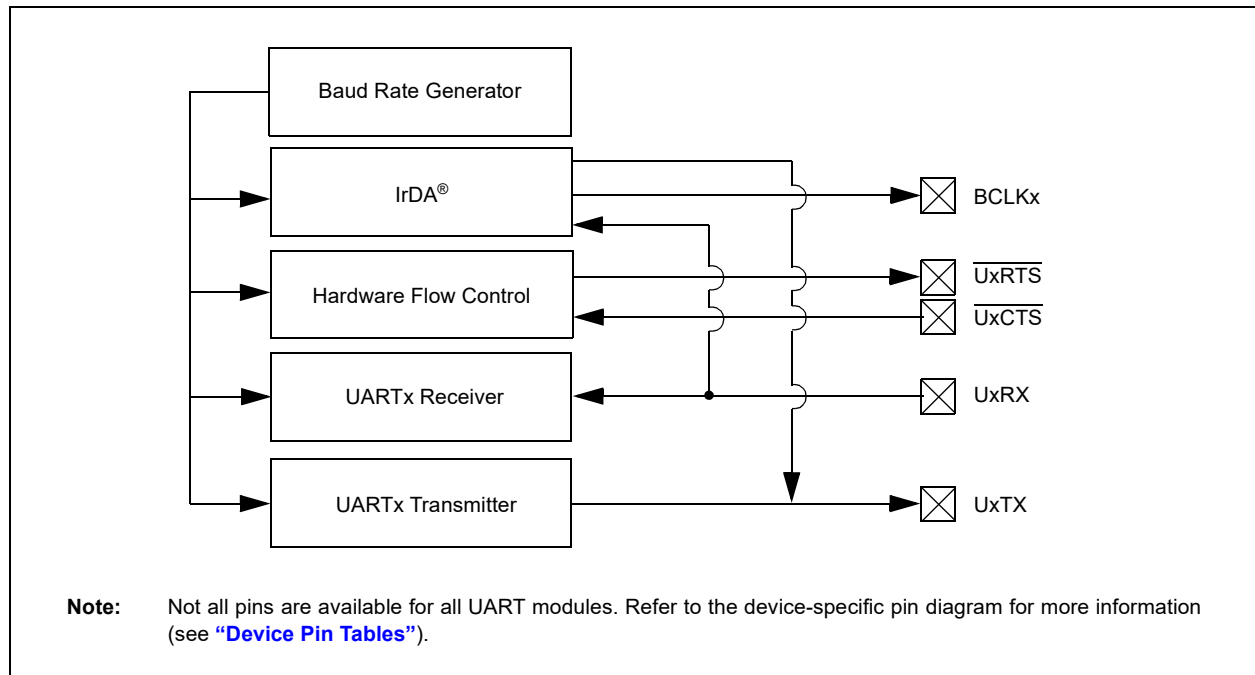 Baud Rate Generator
IrDA®
BCLKx
Hardware Flow Control
U̅x̅R̅T̅S̅
U̅x̅C̅T̅S̅
UARTx Receiver
UxRX
UARTx Transmitter
UxTX
Note: Not all pins are available for all UART modules. Refer to the device-specific pin diagram for more information
(see “Device Pin Tables”).